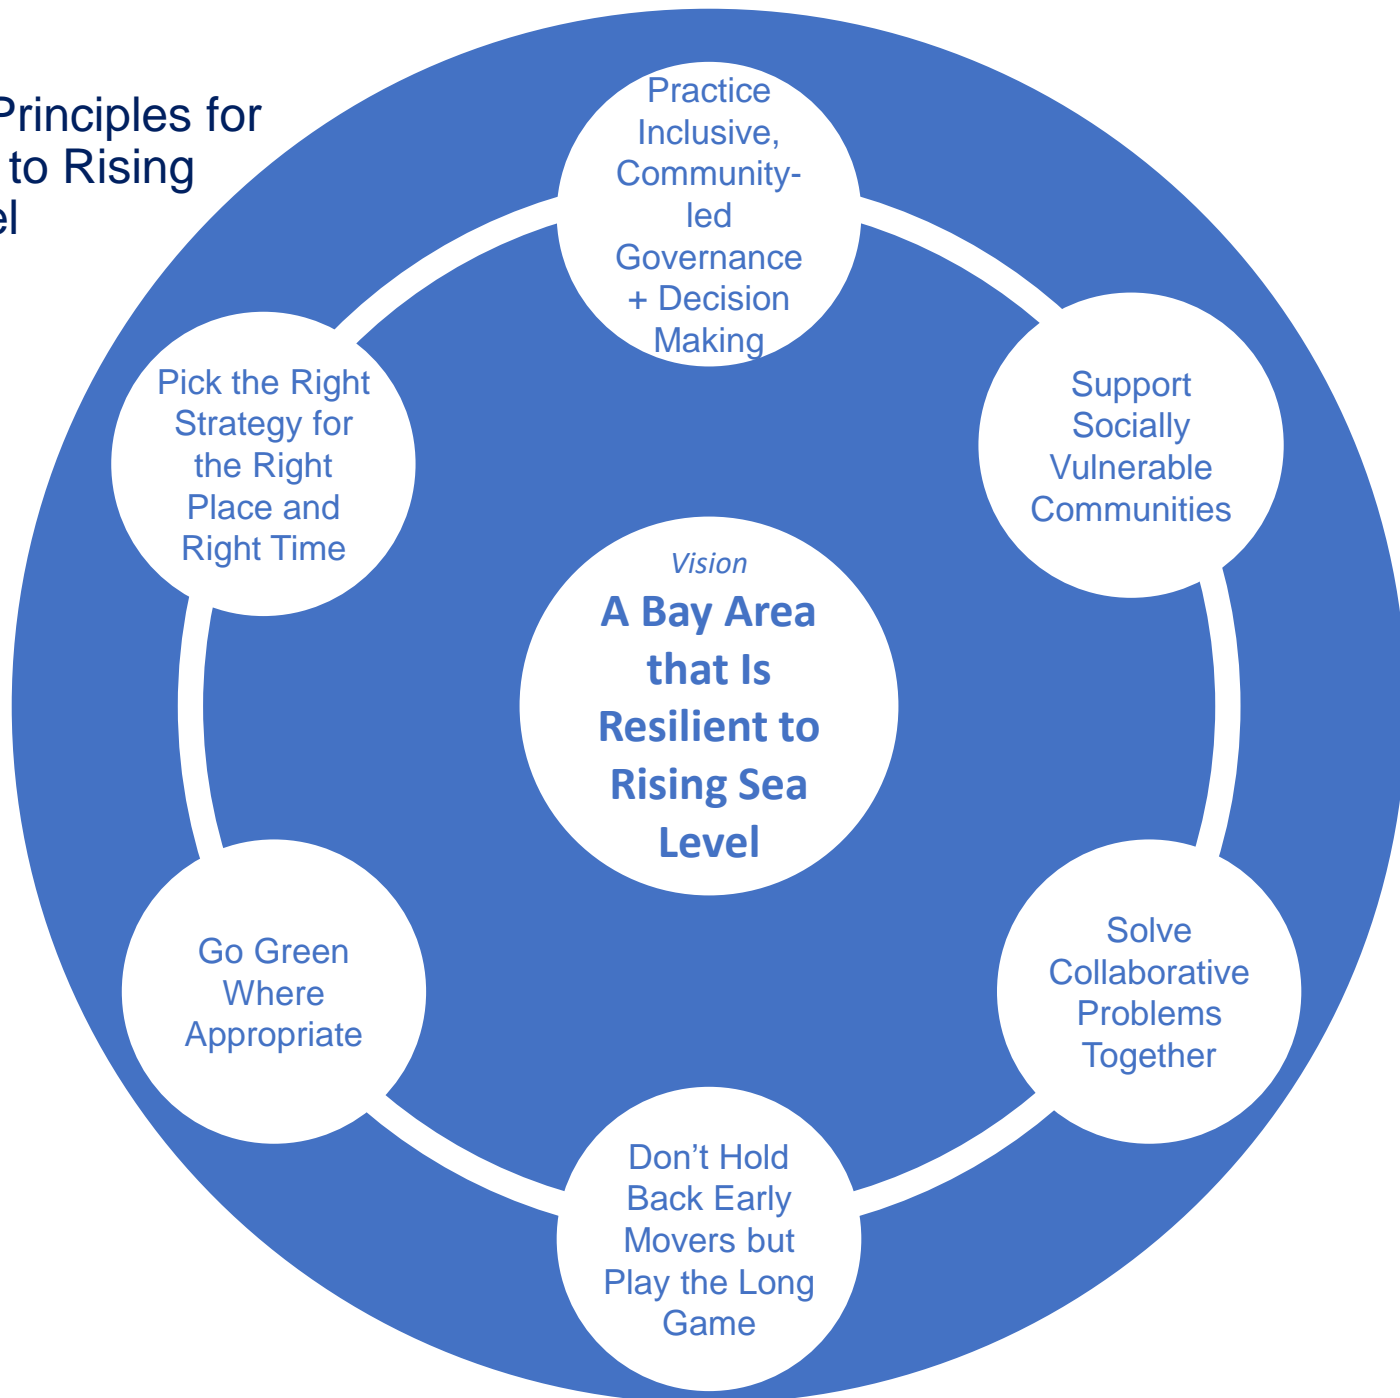 Principles for
to Rising
Practice
Inclusive,
Community-
led
Governance
+ Decision
Making
Support
Socially
Vulnerable
Communities
Solve
Collaborative
Problems
Together
Don't Hold
Back Early
Movers but
Play the Long
Game
Go Green
Where
Appropriate
Pick the Right
Strategy for
the Right
Place and
Right Time
Vision
A Bay Area
that Is
Resilient to
Rising Sea
Level